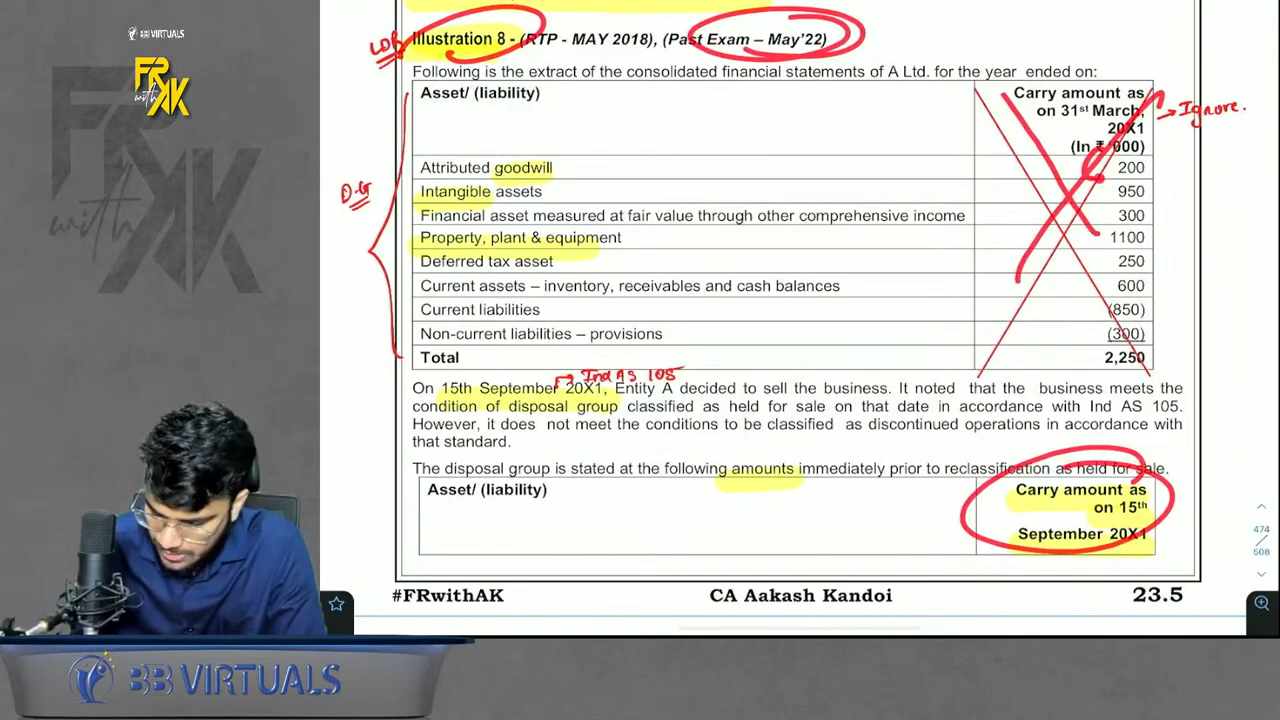 BB VIRTUALS
FR
with
AK
LDR
Illustration 8 - (RTP - MAY 2018), (Past Exam – May'22)
Following is the extract of the consolidated financial statements of A Ltd. for the year ended on:
Asset/ (liability) Carry amount as
on 31st March,
20X1
(In ₹ '000)
→ Ignore.
Attributed goodwill 200
D.G
Intangible assets 950
Financial asset measured at fair value through other comprehensive income 300
Property, plant & equipment 1100
Deferred tax asset 250
Current assets – inventory, receivables and cash balances 600
Current liabilities (850)
Non-current liabilities – provisions (300)
Total 2,250
→ Ind AS 105
On 15th September 20X1, Entity A decided to sell the business. It noted that the business meets the
condition of disposal group classified as held for sale on that date in accordance with Ind AS 105.
However, it does not meet the conditions to be classified as discontinued operations in accordance with
that standard.
The disposal group is stated at the following amounts immediately prior to reclassification as held for sale.
Asset/ (liability) Carry amount as
on 15th
September 20X1
474
508
#FRwithAK CA Aakash Kandoi 23.5
BB VIRTUALS